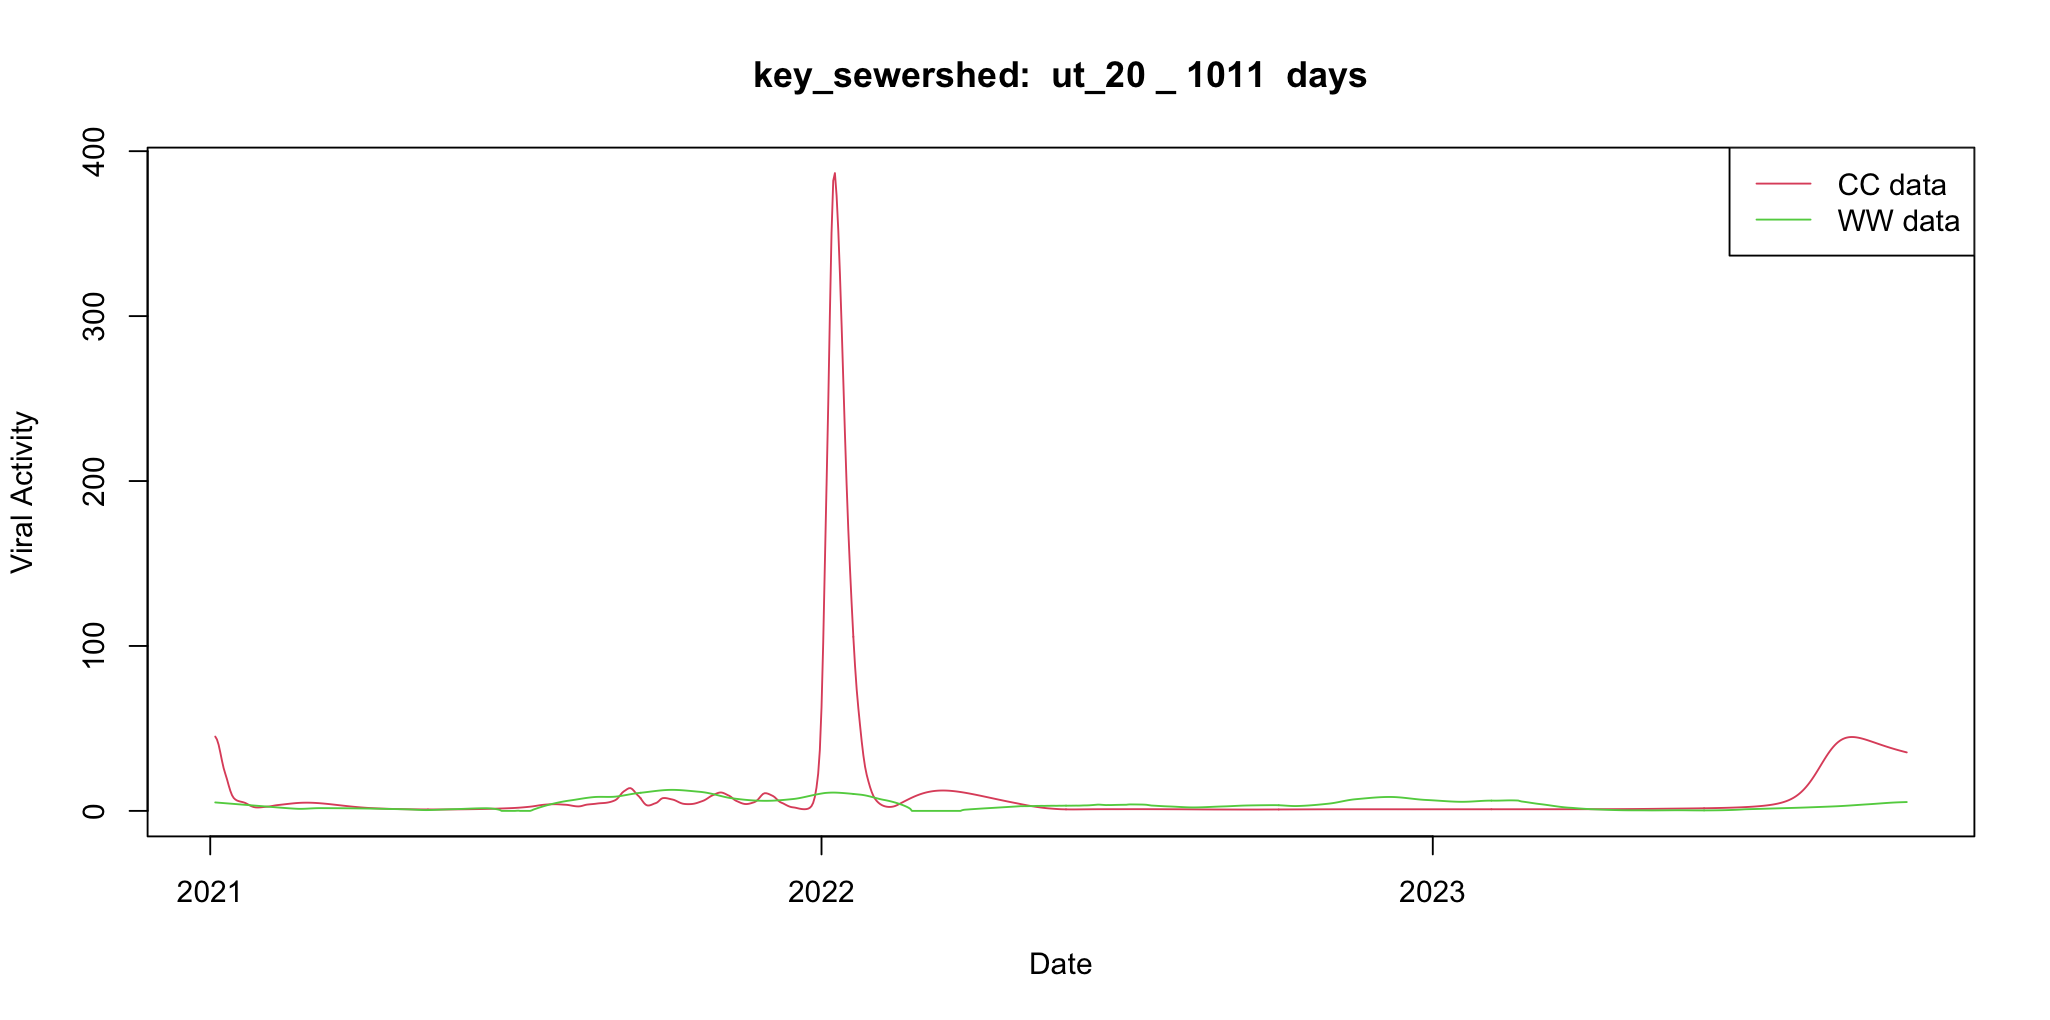 key_sewershed:  ut_20 _ 1011  days
CC data
WW data
400
300
200
100
0
Viral Activity
2021
2022
2023
Date